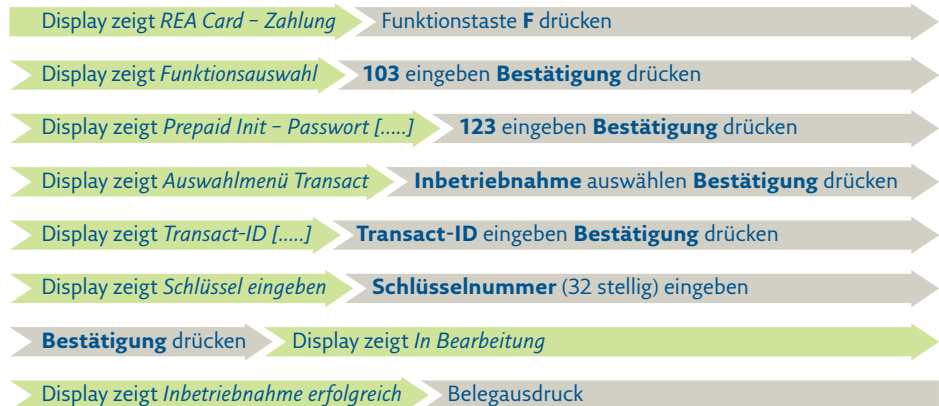 Display zeigt REA Card – Zahlung Funktionstaste F drücken
Display zeigt Funktionsauswahl 103 eingeben Bestätigung drücken
Display zeigt Prepaid Init – Passwort [.....] 123 eingeben Bestätigung drücken
Display zeigt Auswahlmenü Transact Inbetriebnahme auswählen Bestätigung drücken
Display zeigt Transact-ID [.....] Transact-ID eingeben Bestätigung drücken
Display zeigt Schlüssel eingeben Schlüsselnummer (32 stellig) eingeben
Bestätigung drücken Display zeigt In Bearbeitung
Display zeigt Inbetriebnahme erfolgreich Belegausdruck